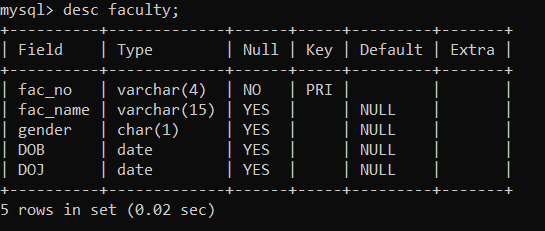 mysql> desc faculty;
+----------+-------------+------+-----+---------+-------+
| Field    | Type        | Null | Key | Default | Extra |
+----------+-------------+------+-----+---------+-------+
| fac_no   | varchar(4)  | NO   | PRI |         |       |
| fac_name | varchar(15) | YES  |     | NULL    |       |
| gender   | char(1)     | YES  |     | NULL    |       |
| DOB      | date        | YES  |     | NULL    |       |
| DOJ      | date        | YES  |     | NULL    |       |
+----------+-------------+------+-----+---------+-------+
5 rows in set (0.02 sec)